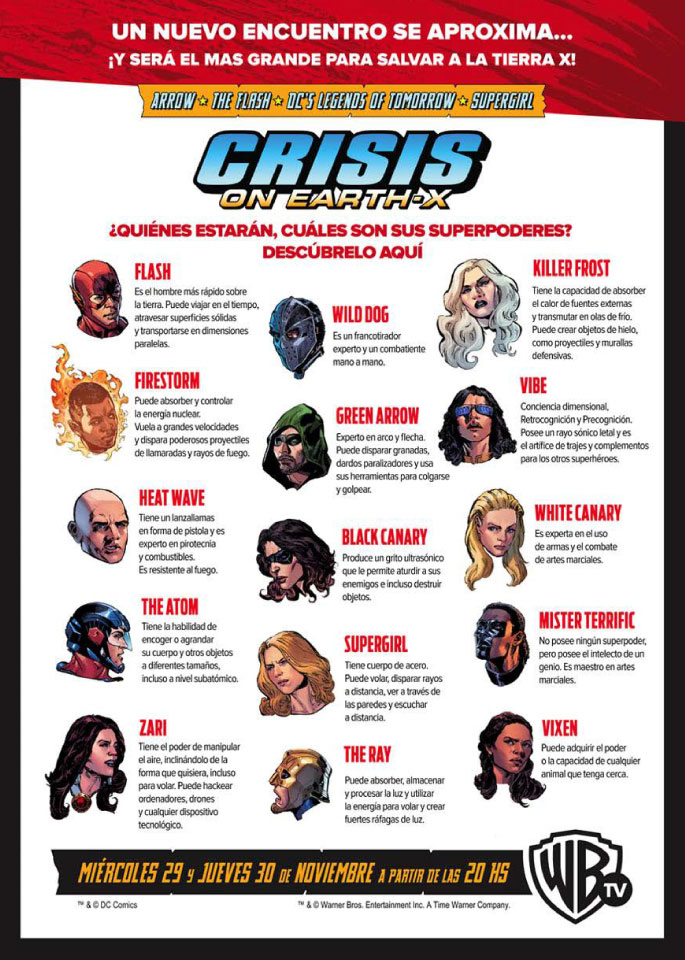 UN NUEVO ENCUENTRO SE APROXIMA...
¡Y SERÁ EL MAS GRANDE PARA SALVAR A LA TIERRA X!
ARROW ★ THE FLASH ★ DC'S LEGENDS OF TOMORROW ★ SUPERGIRL
CRISIS
ON EARTH-X
¿QUIÉNES ESTARÁN, CUÁLES SON SUS SUPERPODERES?
DESCÚBRELO AQUÍ
FLASH
Es el hombre más rápido sobre
la tierra. Puede viajar en el tiempo,
atravesar superficies sólidas
y transportarse en dimensiones
paralelas.
FIRESTORM
Puede absorber y controlar
la energía nuclear.
Vuela a grandes velocidades
y dispara poderosos proyectiles
de llamaradas y rayos de fuego.
HEAT WAVE
Tiene un lanzallamas
en forma de pistola y es
experto en pirotecnia
y combustibles.
Es resistente al fuego.
THE ATOM
Tiene la habilidad de
encoger o agrandar
su cuerpo y otros objetos
a diferentes tamaños,
incluso a nivel subatómico.
ZARI
Tiene el poder de manipular
el aire, inclinándolo de la
forma que quisiera, incluso
para volar. Puede hackear
ordenadores, drones
y cualquier dispositivo
tecnológico.
WILD DOG
Es un francotirador
experto y un combatiente
mano a mano.
GREEN ARROW
Experto en arco y flecha.
Puede disparar granadas,
dardos paralizadores y usa
sus herramientas para colgarse
y golpear.
BLACK CANARY
Produce un grito ultrasónico
que le permite aturdir a sus
enemigos e incluso destruir
objetos.
SUPERGIRL
Tiene cuerpo de acero.
Puede volar, disparar rayos
a distancia, ver a través de
las paredes y escuchar
a distancia.
THE RAY
Puede absorber, almacenar
y procesar la luz y utilizar
la energía para volar y crear
fuertes ráfagas de luz.
KILLER FROST
Tiene la capacidad de absorber
el calor de fuentes externas
y transmutar en olas de frío.
Puede crear objetos de hielo,
como proyectiles y murallas
defensivas.
VIBE
Conciencia dimensional,
Retrocognición y Precognición.
Posee un rayo sónico letal y es
el artífice de trajes y complementos
para los otros superhéroes.
WHITE CANARY
Es experta en el uso
de armas y el combate
de artes marciales.
MISTER TERRIFIC
No posee ningún superpoder,
pero posee el intelecto de un
genio. Es maestro en artes
marciales.
VIXEN
Puede adquirir el poder
o la capacidad de cualquier
animal que tenga cerca.
MIÉRCOLES 29 Y JUEVES 30 DE NOVIEMBRE A PARTIR DE LAS 20 HS
WB TV
™ & © DC Comics
™ & © Warner Bros. Entertainment Inc. A Time Warner Company.